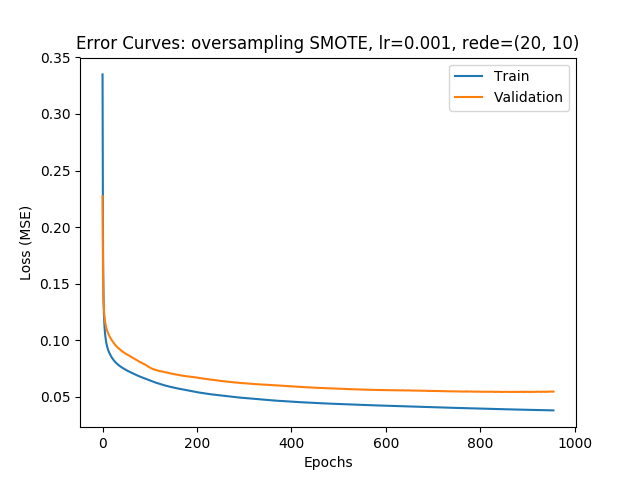 Error Curves: oversampling SMOTE, lr=0.001, rede=(20, 10)
0.35
0.30
0.25
0.20
0.15
0.10
0.05
Loss (MSE)
Train
Validation
0 200 400 600 800 1000
Epochs